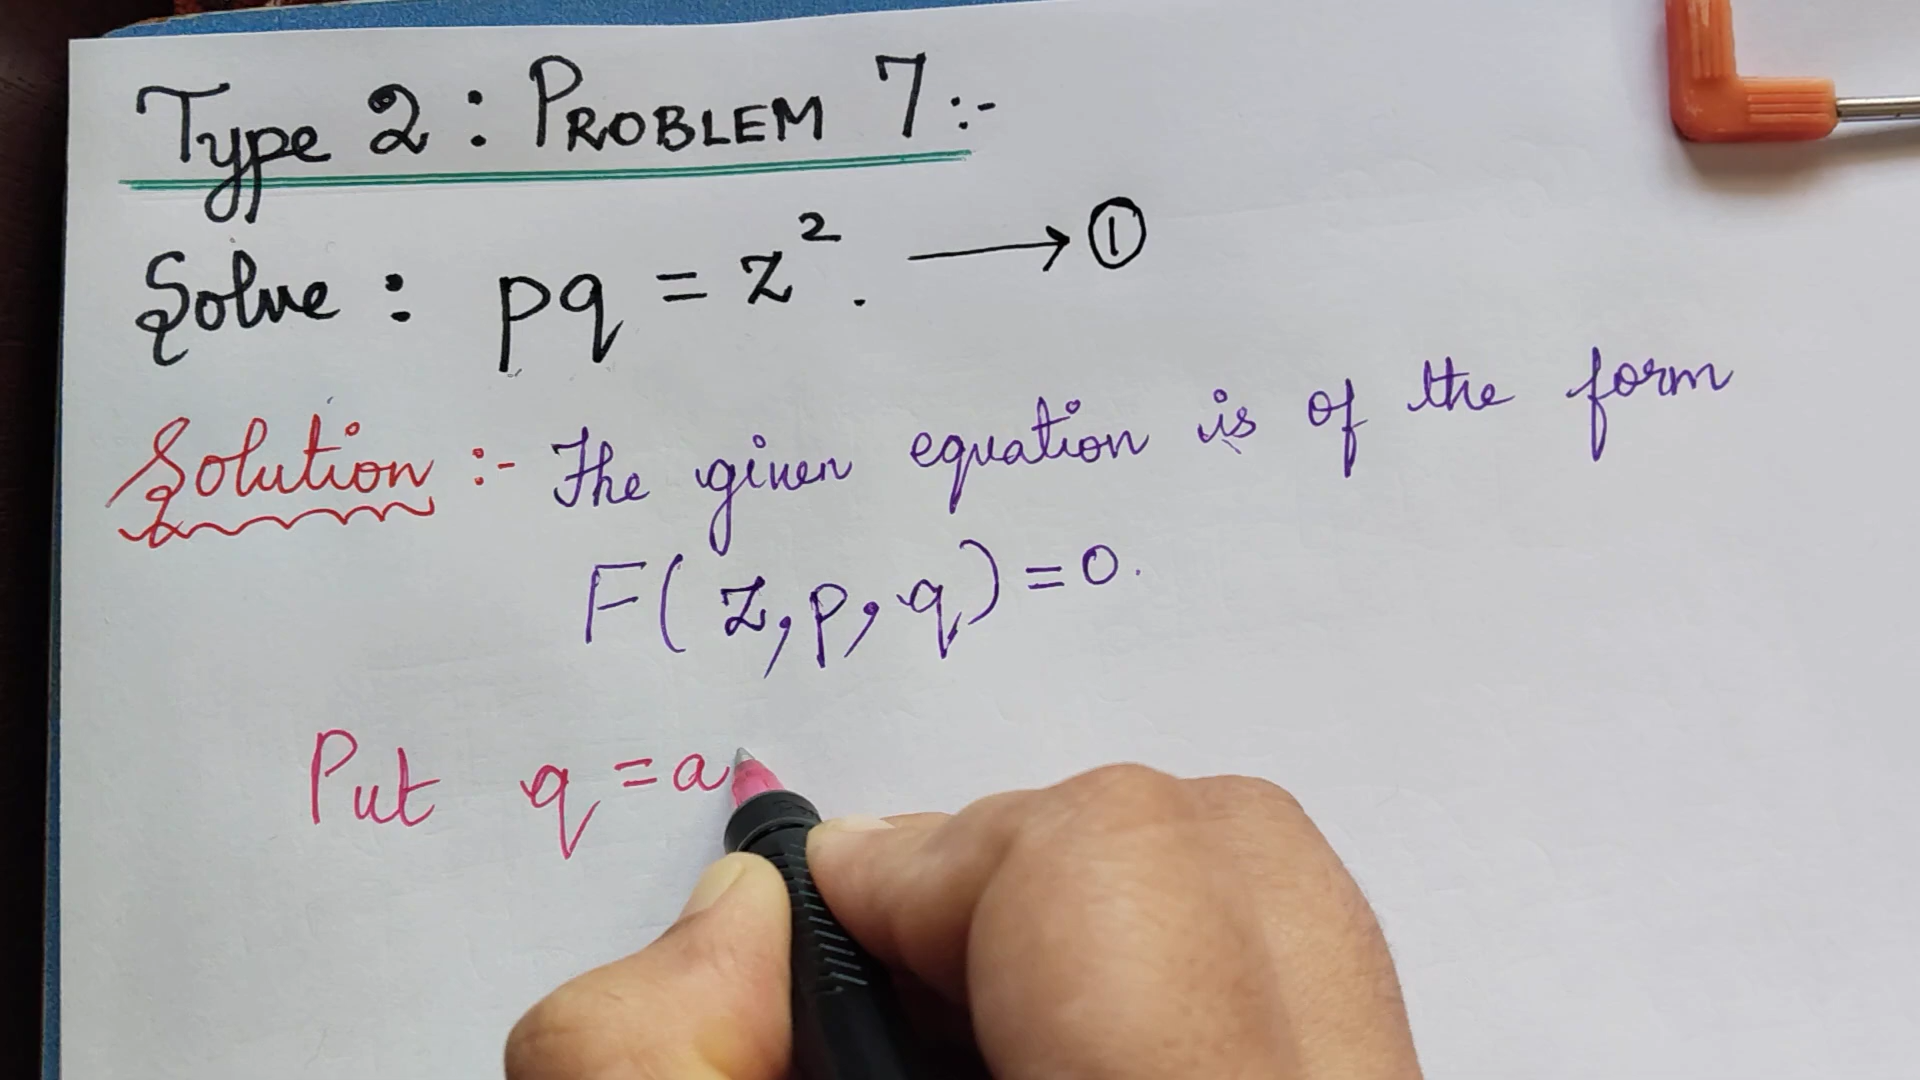 Type 2 : PROBLEM 7 :-
Solve : pq = z². ⟶ ①
Solution :- The given equation is of the form
F(z, p, q) = 0.
Put q = a